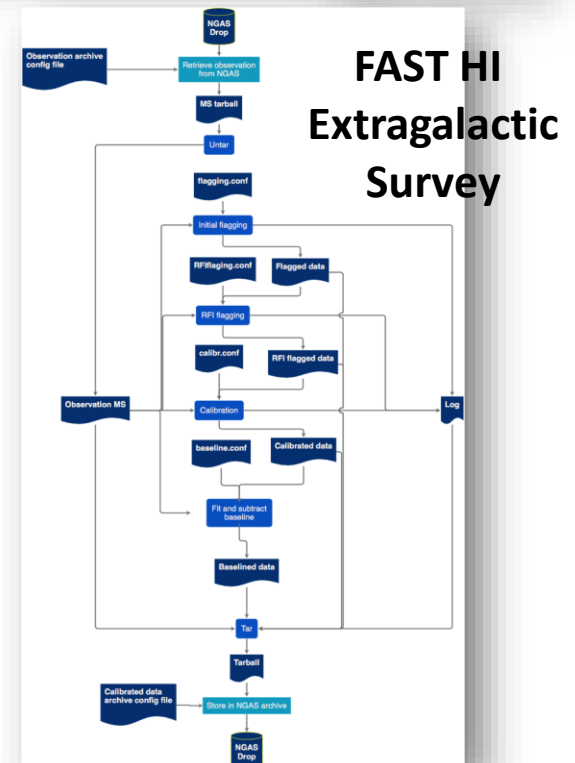 NGAS
Drop
FAST HI
Extragalactic
Survey
Observation archive
config file
Retrieve observation
from NGAS
MS tarball
Untar
flagging.conf
Initial flagging
RFIflaging.conf
Flagged data
RFI flagging
calibr.conf
RFI flagged data
Observation MS
Calibration
Log
baseline.conf
Calibrated data
Fit and subtract
baseline
Baselined data
Tar
Tarball
Calibrated data
archive config file
Store in NGAS archive
NGAS
Drop